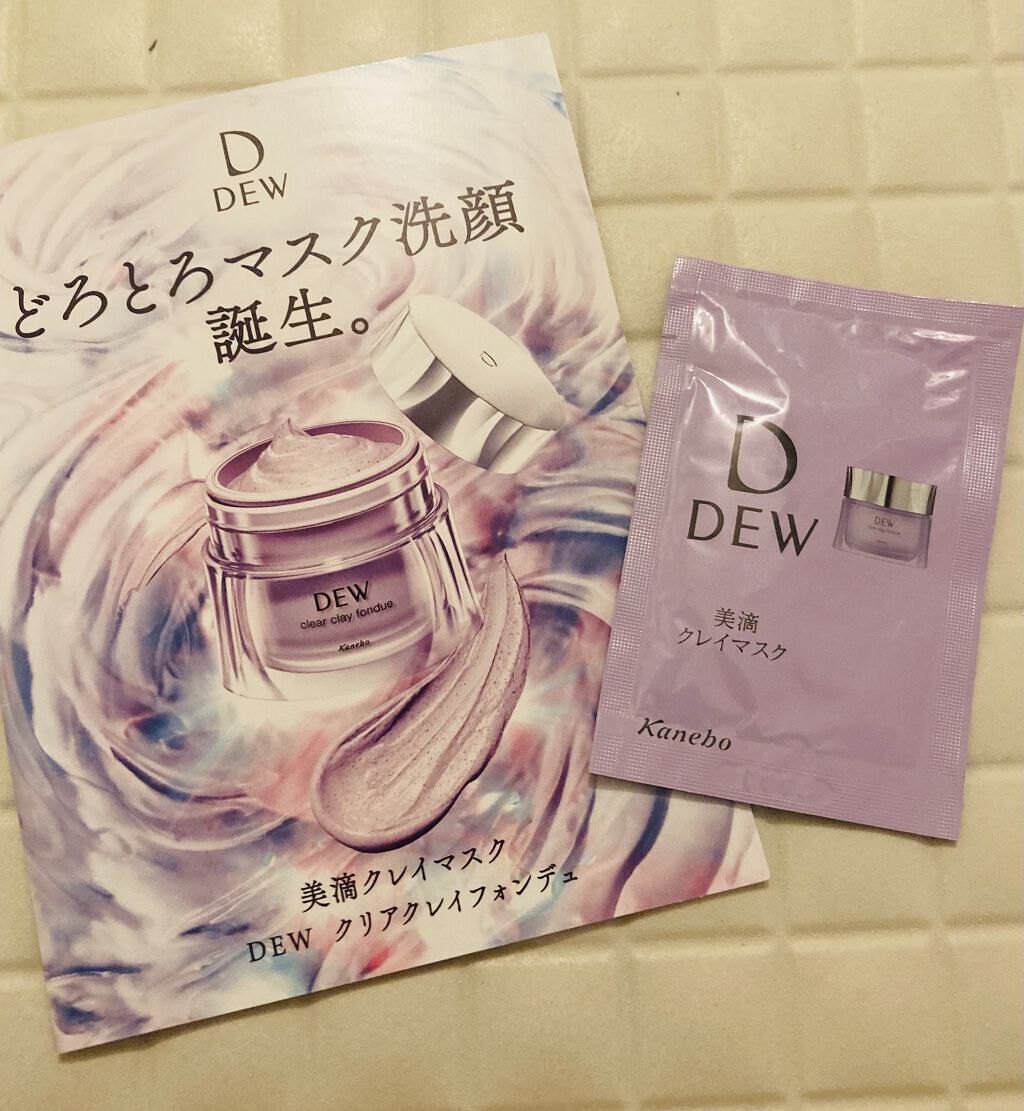 D
DEW
どろとろマスク洗顔
誕生。
D
DEW
clear clay fondue
Kanebo
美滴クレイマスク
DEW クリアクレイフォンデュ
D
DEW
DEW
美滴
クレイマスク
Kanebo